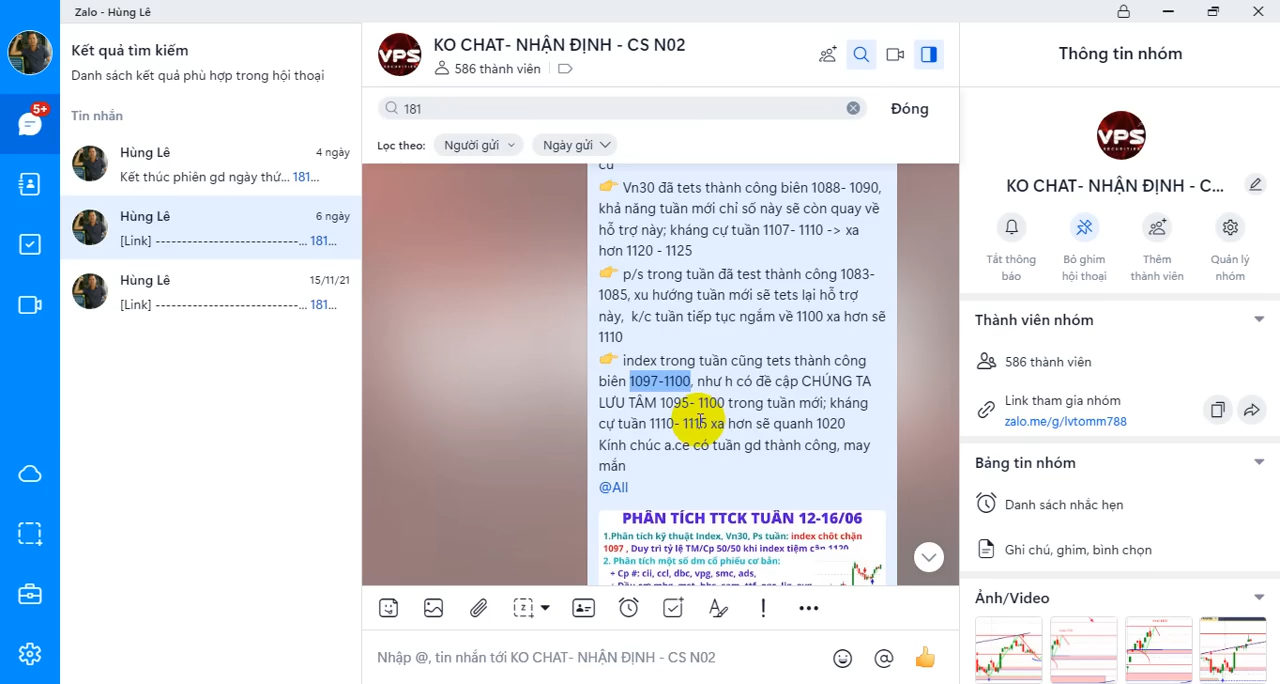 Zalo - Hùng Lê
5+
Kết quả tìm kiếm
Danh sách kết quả phù hợp trong hội thoại
Tin nhắn
Hùng Lê
4 ngày
Kết thúc phiên gd ngày thứ... 181...
Hùng Lê
6 ngày
[Link] ---------------------------... 181...
Hùng Lê
15/11/21
[Link] ---------------------------... 181...
VPS
SECURITIES
KO CHAT- NHẬN ĐỊNH - CS N02
586 thành viên
181
Đóng
Lọc theo:
Người gửi
Ngày gửi
👉 Vn30 đã tets thành công biên 1088- 1090,
khả năng tuần mới chỉ số này sẽ còn quay về
hỗ trợ này; kháng cự tuần 1107- 1110 -> xa
hơn 1120 - 1125
👉 p/s trong tuần đã test thành công 1083-
1085, xu hướng tuần mới sẽ tets lại hỗ trợ
này, k/c tuần tiếp tục ngắm về 1100 xa hơn sẽ
1110
👉 index trong tuần cũng tets thành công
biên 1097-1100, như h có đề cập CHÚNG TA
LƯU TÂM 1095- 1100 trong tuần mới; kháng
cự tuần 1110- 1115 xa hơn sẽ quanh 1020
Kính chúc a.ce có tuần gd thành công, may
mắn
@All
PHÂN TÍCH TTCK TUẦN 12-16/06
1.Phân tích kỹ thuật Index, Vn30, Ps tuần: index chốt chặn
1097 , Duy trì tỷ lệ TM/Cp 50/50 khi index tiệm cận 1120
2. Phân tích một số dm cổ phiếu cơ bản:
+ Cp #: cii, ccl, dbc, vpg, smc, ads,
Nhập @, tin nhắn tới KO CHAT- NHẬN ĐỊNH - CS N02
Thông tin nhóm
VPS
SECURITIES
KO CHAT- NHẬN ĐỊNH - C...
Tắt thông
báo
Bỏ ghim
hội thoại
Thêm
thành viên
Quản lý
nhóm
Thành viên nhóm
586 thành viên
Link tham gia nhóm
zalo.me/g/lvtomm788
Bảng tin nhóm
Danh sách nhắc hẹn
Ghi chú, ghim, bình chọn
Ảnh/Video